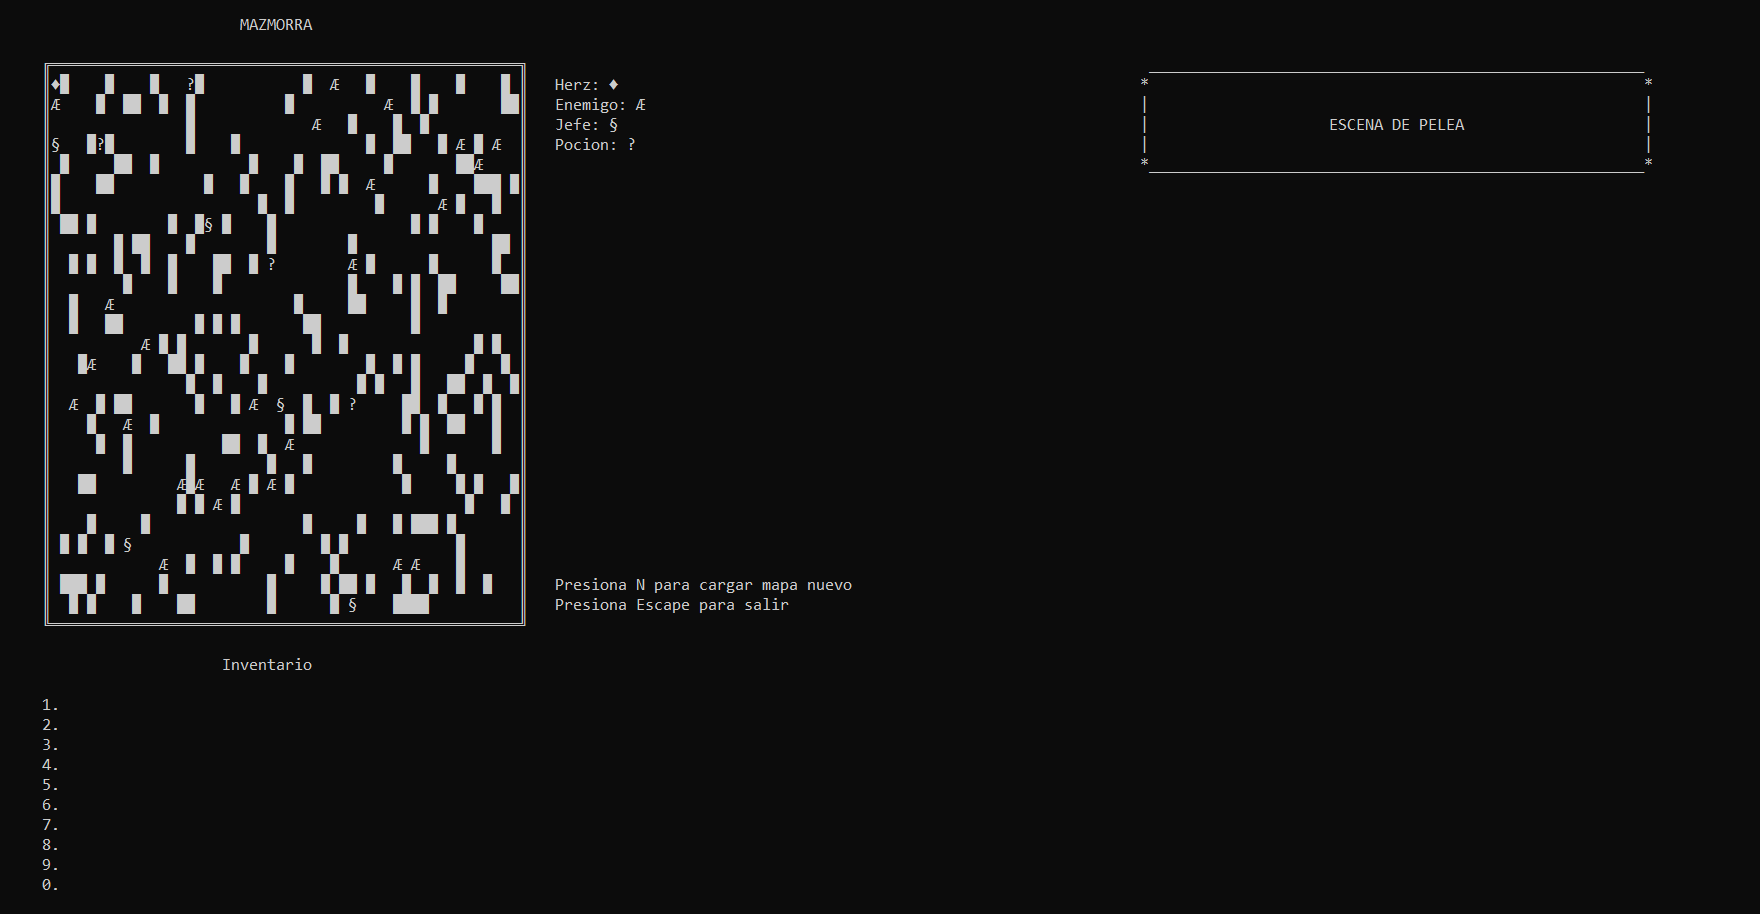 MAZMORRA
Herz: ♦
Enemigo: Æ
Jefe: §
Pocion: ?
ESCENA DE PELEA
Presiona N para cargar mapa nuevo
Presiona Escape para salir
Inventario
1.
2.
3.
4.
5.
6.
7.
8.
9.
0.